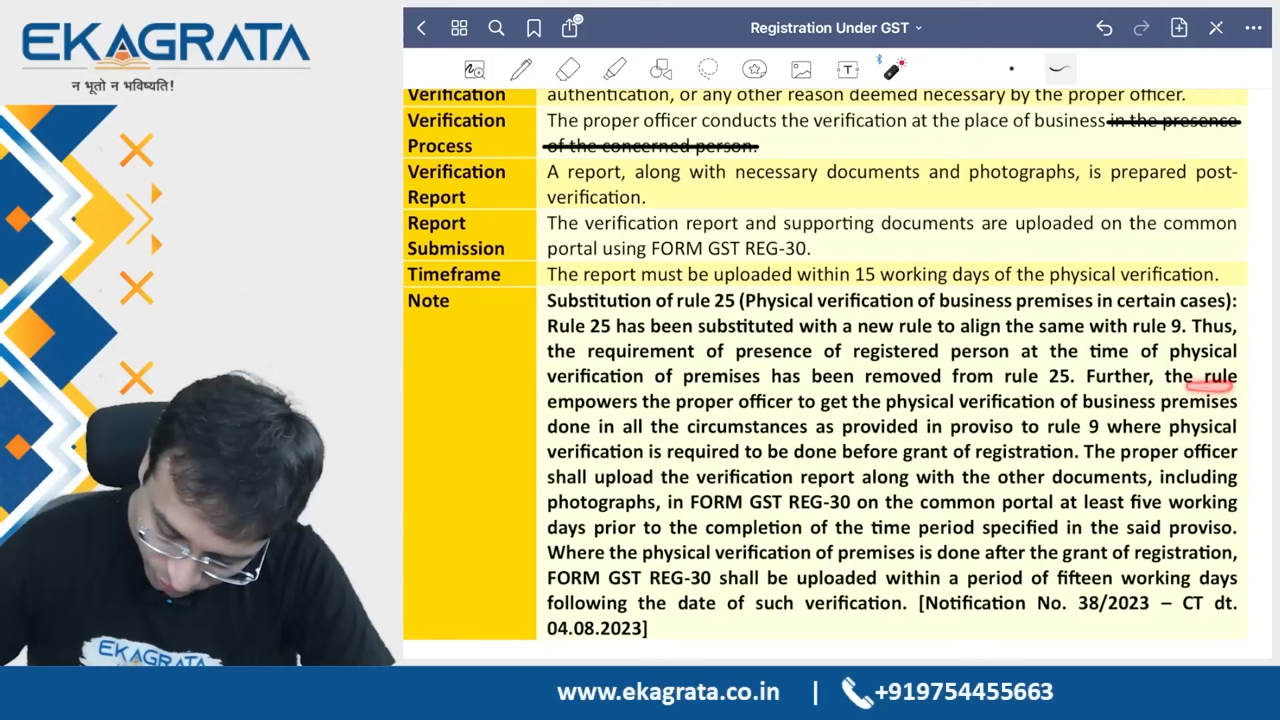 EKAGRATA
न भूतो न भविष्यति!
Registration Under GST
Verification authentication, or any other reason deemed necessary by the proper officer.
Verification The proper officer conducts the verification at the place of business in the presence
Process of the concerned person.
Verification A report, along with necessary documents and photographs, is prepared post-
Report verification.
Report The verification report and supporting documents are uploaded on the common
Submission portal using FORM GST REG-30.
Timeframe The report must be uploaded within 15 working days of the physical verification.
Note Substitution of rule 25 (Physical verification of business premises in certain cases):
Rule 25 has been substituted with a new rule to align the same with rule 9. Thus,
the requirement of presence of registered person at the time of physical
verification of premises has been removed from rule 25. Further, the rule
empowers the proper officer to get the physical verification of business premises
done in all the circumstances as provided in proviso to rule 9 where physical
verification is required to be done before grant of registration. The proper officer
shall upload the verification report along with the other documents, including
photographs, in FORM GST REG-30 on the common portal at least five working
days prior to the completion of the time period specified in the said proviso.
Where the physical verification of premises is done after the grant of registration,
FORM GST REG-30 shall be uploaded within a period of fifteen working days
following the date of such verification. [Notification No. 38/2023 – CT dt.
04.08.2023]
EKAGRATA
www.ekagrata.co.in | +919754455663